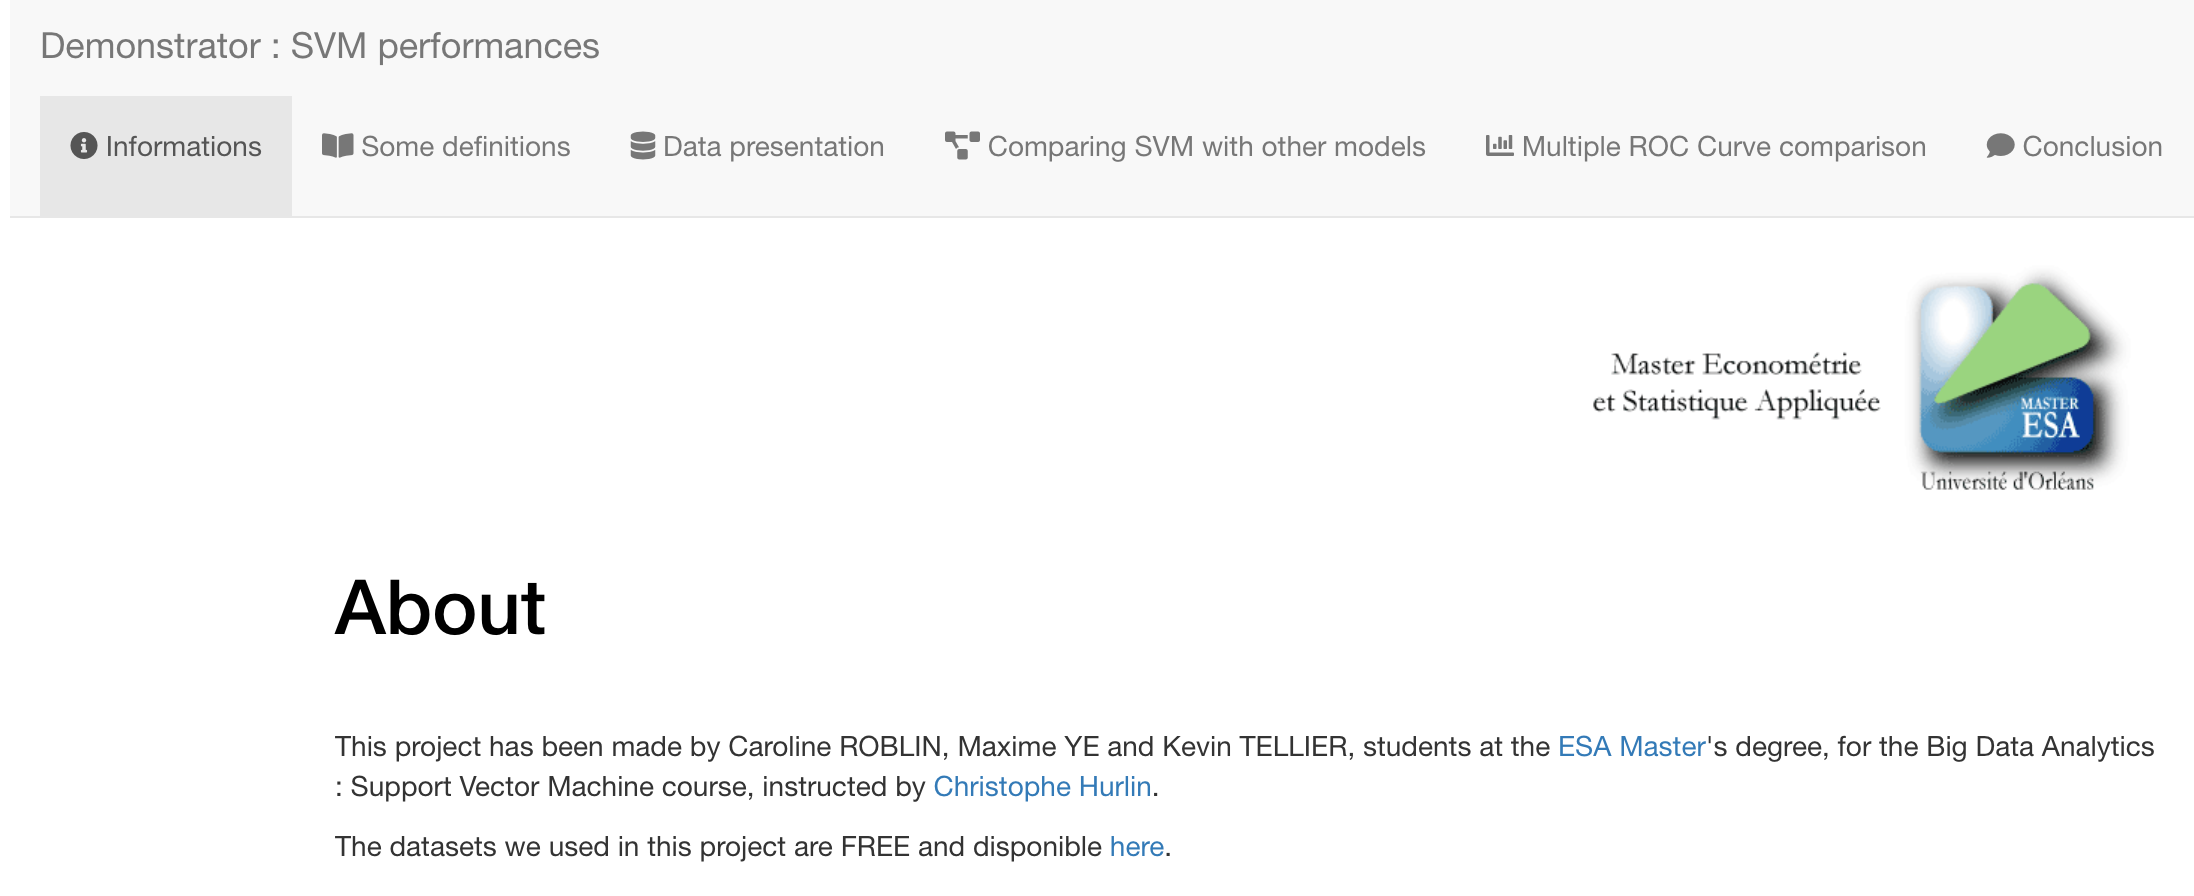 Demonstrator : SVM performances
Informations
Some definitions
Data presentation
Comparing SVM with other models
Multiple ROC Curve comparison
Conclusion
Master Econométrie
et Statistique Appliquée
MASTER
ESA
Université d'Orléans
About
This project has been made by Caroline ROBLIN, Maxime YE and Kevin TELLIER, students at the ESA Master's degree, for the Big Data Analytics
: Support Vector Machine course, instructed by Christophe Hurlin.
The datasets we used in this project are FREE and disponible here.